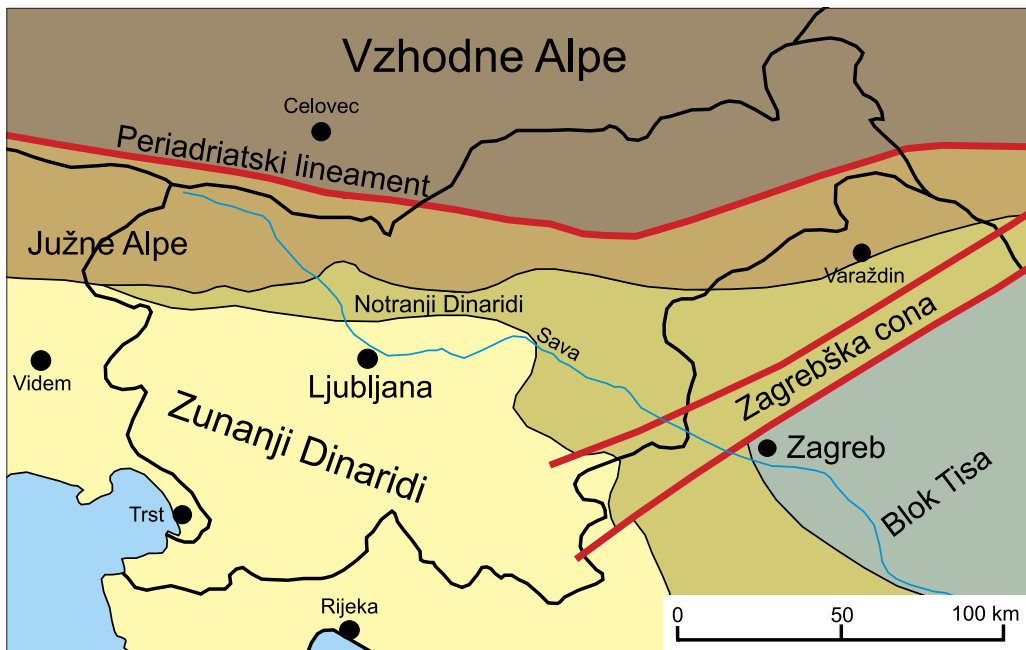 Vzhodne Alpe
Celovec
Periadriatski lineament
Južne Alpe
Varaždin
Notranji Dinaridi
Sava
Zagrebška cona
Videm
Ljubljana
Zunanji Dinaridi
Zagreb
Blok Tisa
Trst
Rijeka
0 50 100 km